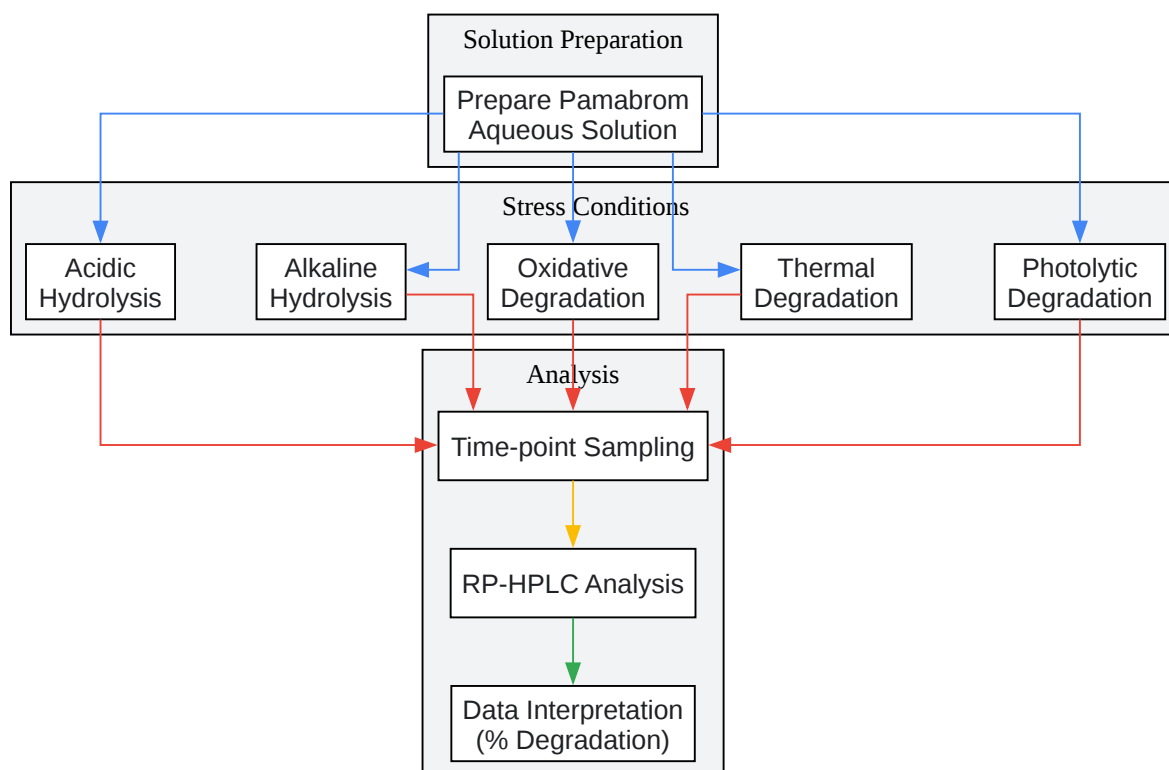 Solution Preparation
Prepare Pamabrom
Aqueous Solution
Stress Conditions
Acidic
Hydrolysis
Alkaline
Hydrolysis
Oxidative
Degradation
Thermal
Degradation
Photolytic
Degradation
Analysis
Time-point Sampling
RP-HPLC Analysis
Data Interpretation
(% Degradation)